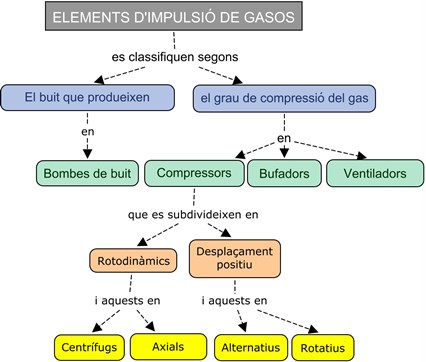 ELEMENTS D'IMPULSIÓ DE GASOS
es classifiquen segons
El buit que produeixen
el grau de compressió del gas
en
en
Bombes de buit
Compressors
Bufadors
Ventiladors
que es subdivideixen en
Rotodinàmics
Desplaçament
positiu
i aquests en
i aquests en
Centrífugs
Axials
Alternatius
Rotatius